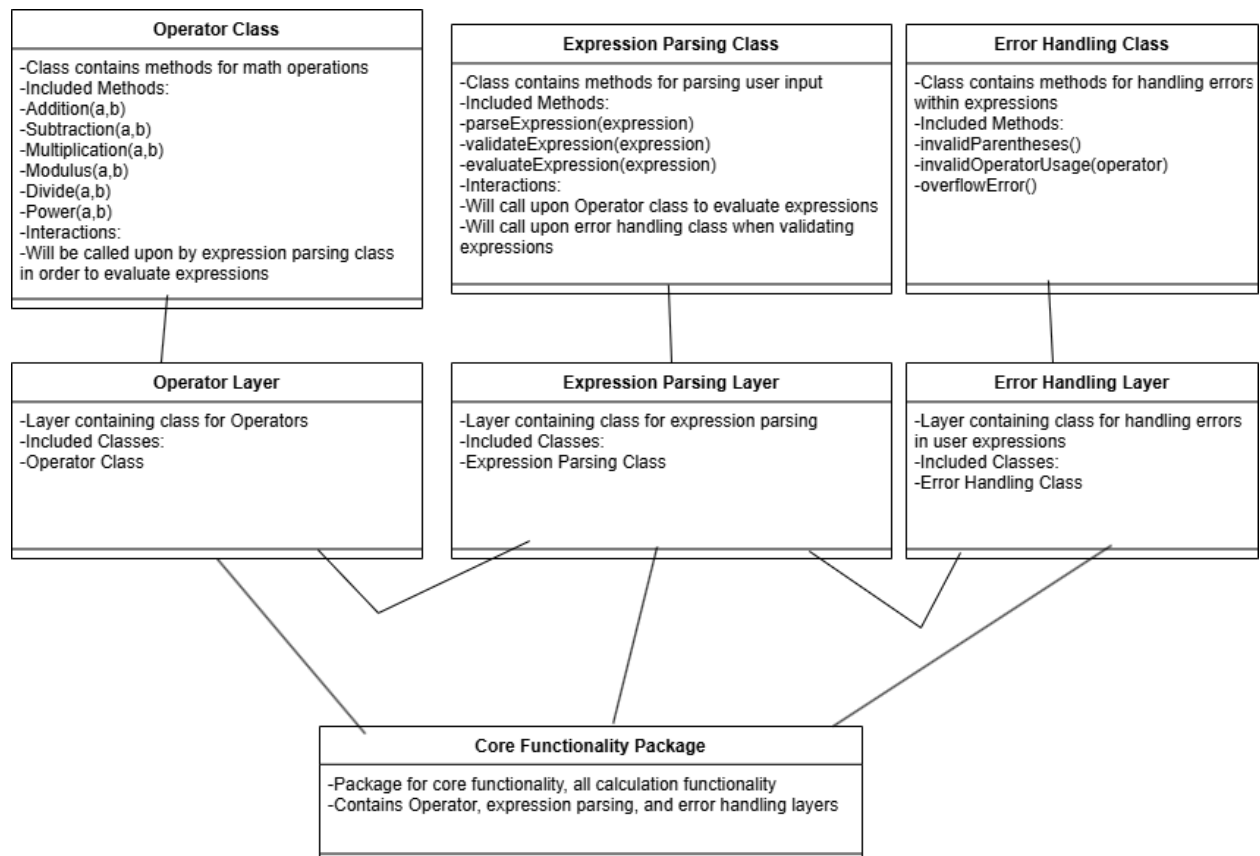 Operator Class
-Class contains methods for math operations
-Included Methods:
-Addition(a,b)
-Subtraction(a,b)
-Multiplication(a,b)
-Modulus(a,b)
-Divide(a,b)
-Power(a,b)
-Interactions:
-Will be called upon by expression parsing class
in order to evaluate expressions
Expression Parsing Class
-Class contains methods for parsing user input
-Included Methods:
-parseExpression(expression)
-validateExpression(expression)
-evaluateExpression(expression)
-Interactions:
-Will call upon Operator class to evaluate expressions
-Will call upon error handling class when validating
expressions
Error Handling Class
-Class contains methods for handling errors
within expressions
-Included Methods:
-invalidParentheses()
-invalidOperatorUsage(operator)
-overflowError()
Operator Layer
-Layer containing class for Operators
-Included Classes:
-Operator Class
Expression Parsing Layer
-Layer containing class for expression parsing
-Included Classes:
-Expression Parsing Class
Error Handling Layer
-Layer containing class for handling errors
in user expressions
-Included Classes:
-Error Handling Class
Core Functionality Package
-Package for core functionality, all calculation functionality
-Contains Operator, expression parsing, and error handling layers